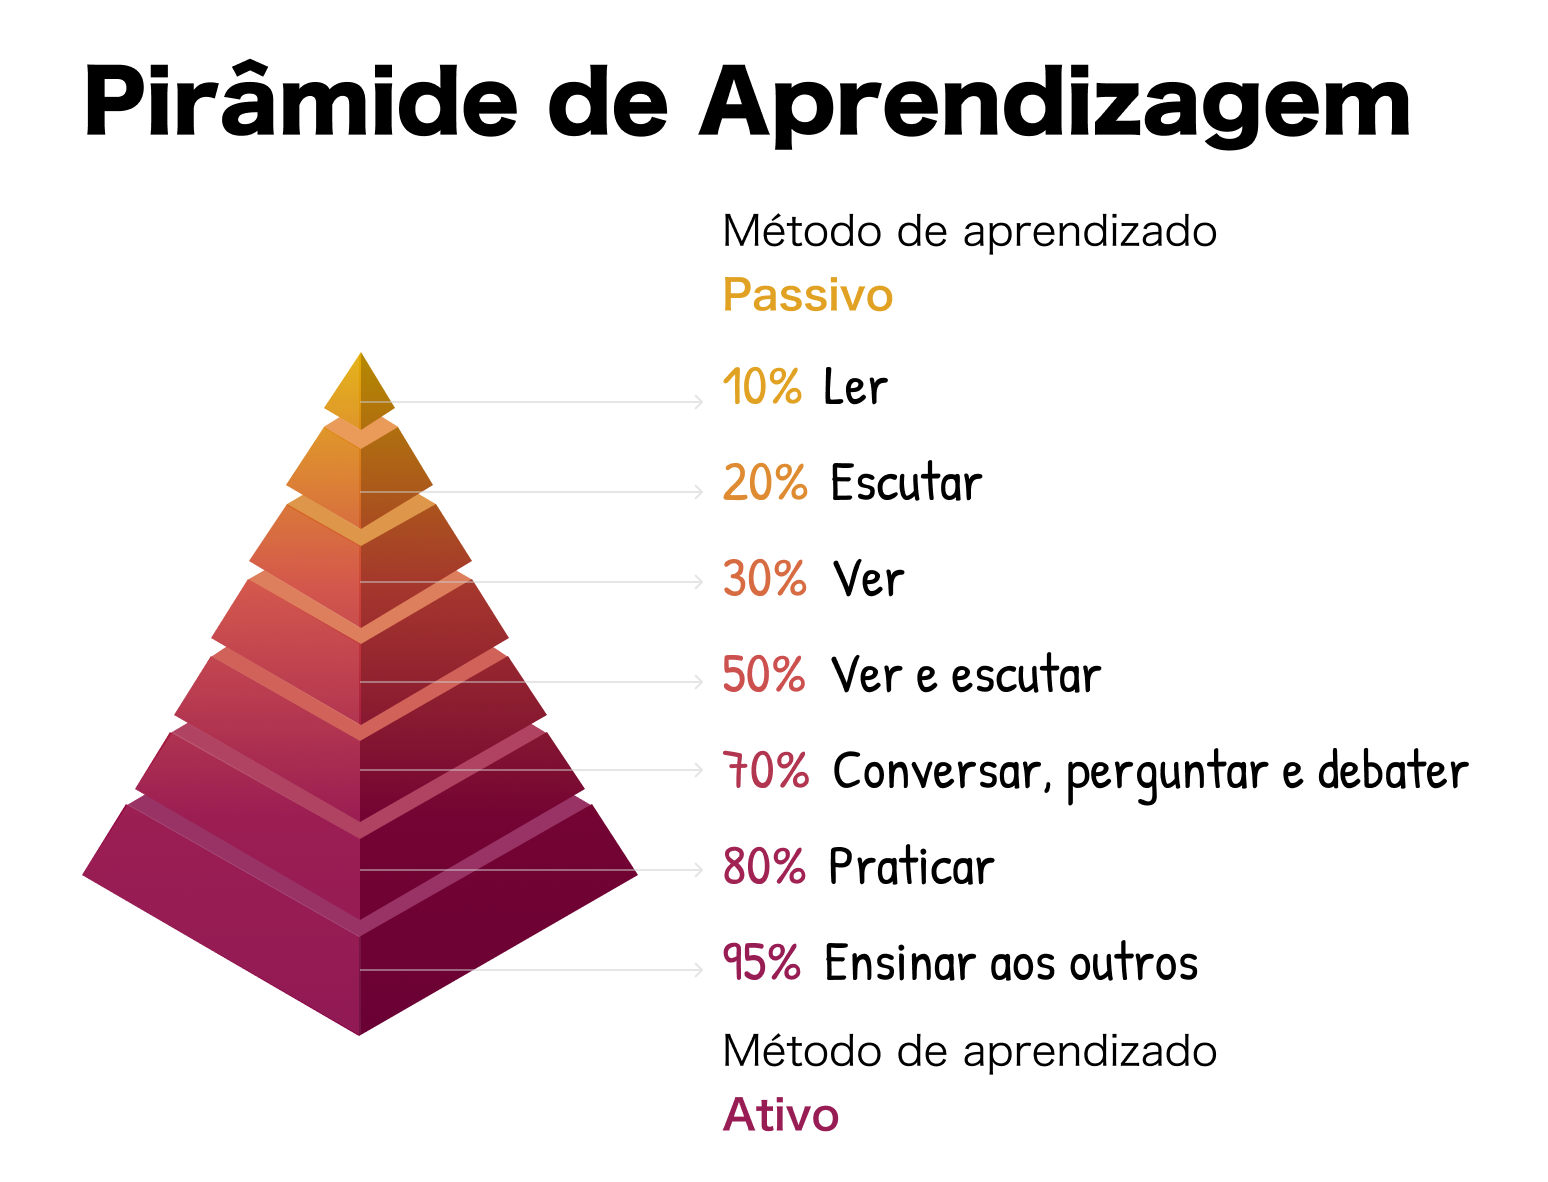 Pirâmide de Aprendizagem
Método de aprendizado
Passivo
10% Ler
20% Escutar
30% Ver
50% Ver e escutar
70% Conversar, perguntar e debater
80% Praticar
95% Ensinar aos outros
Método de aprendizado
Ativo